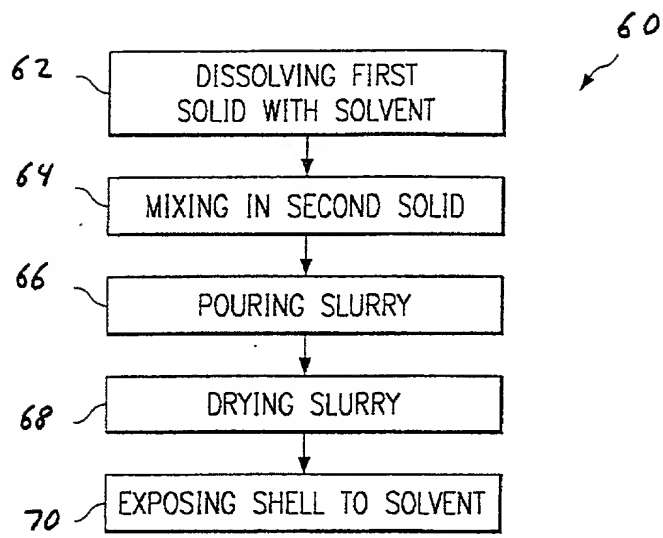 60
62
DISSOLVING FIRST
SOLID WITH SOLVENT
64
MIXING IN SECOND SOLID
66
POURING SLURRY
68
DRYING SLURRY
70
EXPOSING SHELL TO SOLVENT